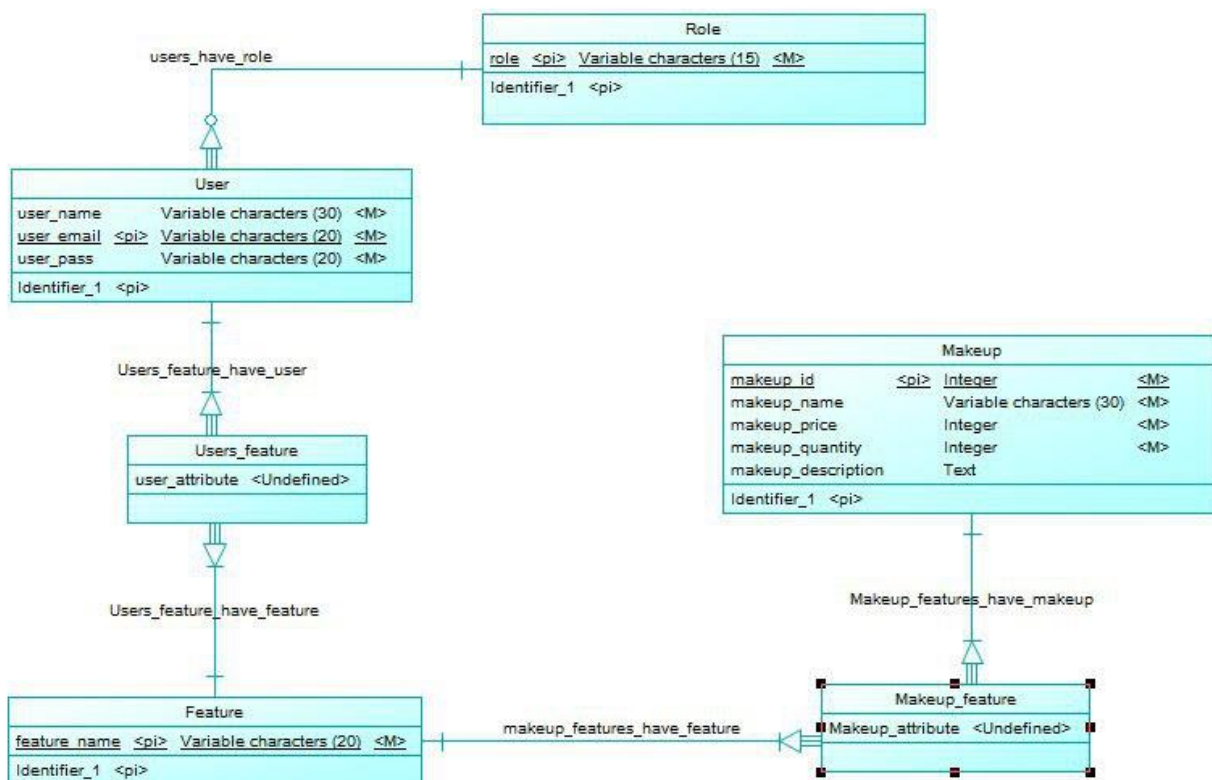 Role
role <pi> Variable characters (15) <M>
Identifier_1 <pi>
users_have_role
User
user_name Variable characters (30) <M>
user_email <pi> Variable characters (20) <M>
user_pass Variable characters (20) <M>
Identifier_1 <pi>
Users_feature_have_user
Users_feature
user_attribute <Undefined>
Users_feature_have_feature
Feature
feature_name <pi> Variable characters (20) <M>
Identifier_1 <pi>
Makeup
makeup_id <pi> Integer <M>
makeup_name Variable characters (30) <M>
makeup_price Integer <M>
makeup_quantity Integer <M>
makeup_description Text
Identifier_1 <pi>
Makeup_features_have_makeup
Makeup_feature
Makeup_attribute <Undefined>
makeup_features_have_feature